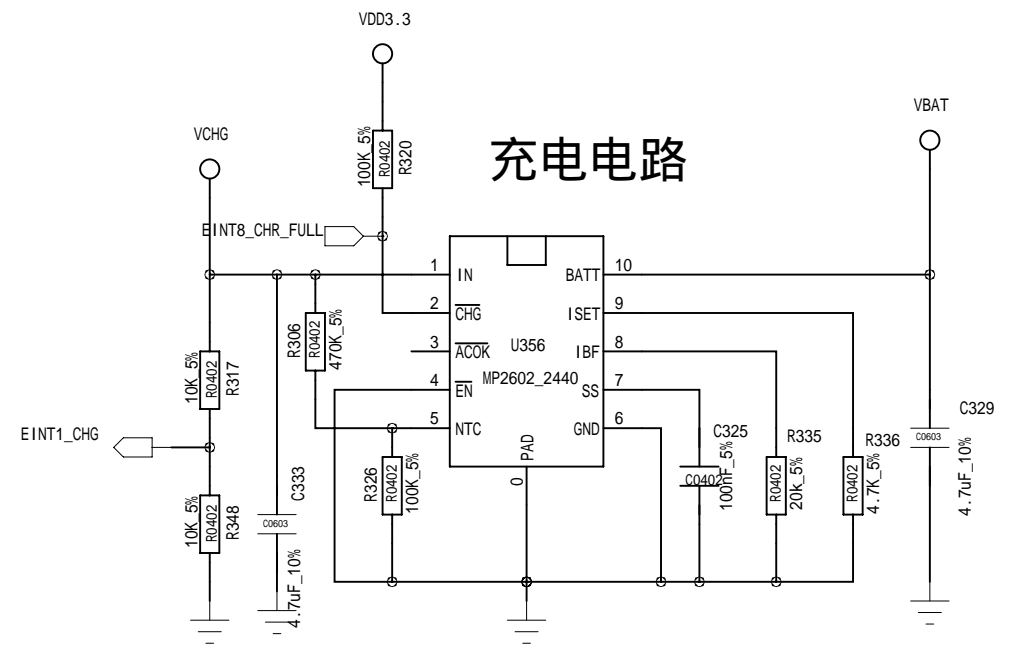 VDD3.3
VCHG
100K_5%
R0402
R320
充电电路
VBAT
EINT8_CHR_FULL
1
IN
BATT
10
2
CHG
ISET
9
3
ACOK
U356
IBF
8
4
EN
MP2602_2440
SS
7
5
NTC
GND
6
PAD
0
R306
R0402
470K_5%
10K_5%
R0402
R317
EINT1_CHG
10K_5%
R0402
R348
C333
C0603
4.7uF_10%
R326
R0402
100K_5%
C325
C0402
100nF_5%
R335
R0402
20k_5%
R336
R0402
4.7K_5%
C329
C0603
4.7uF_10%